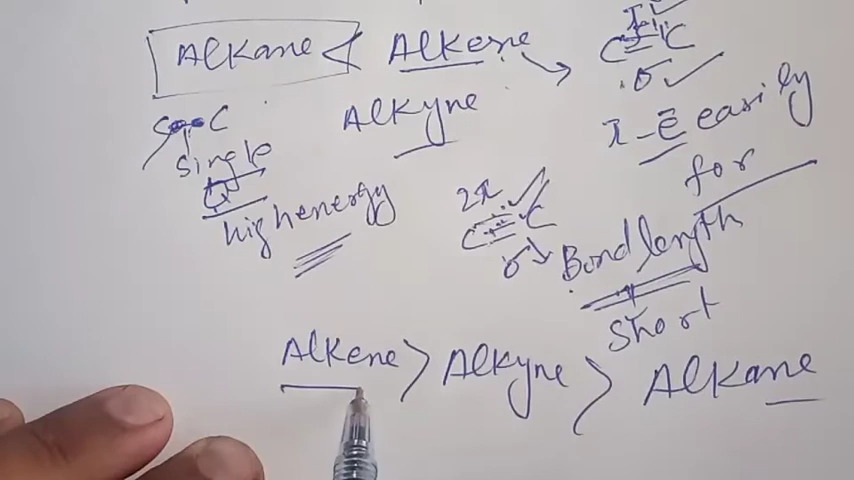 Alkane < Alkene
Alkyne
C C
single
σ
high energy
2π
C≡C
σ
π
C=C
σ
π-ē easily
for
Bond length
short
Alkene > Alkyne > Alkane